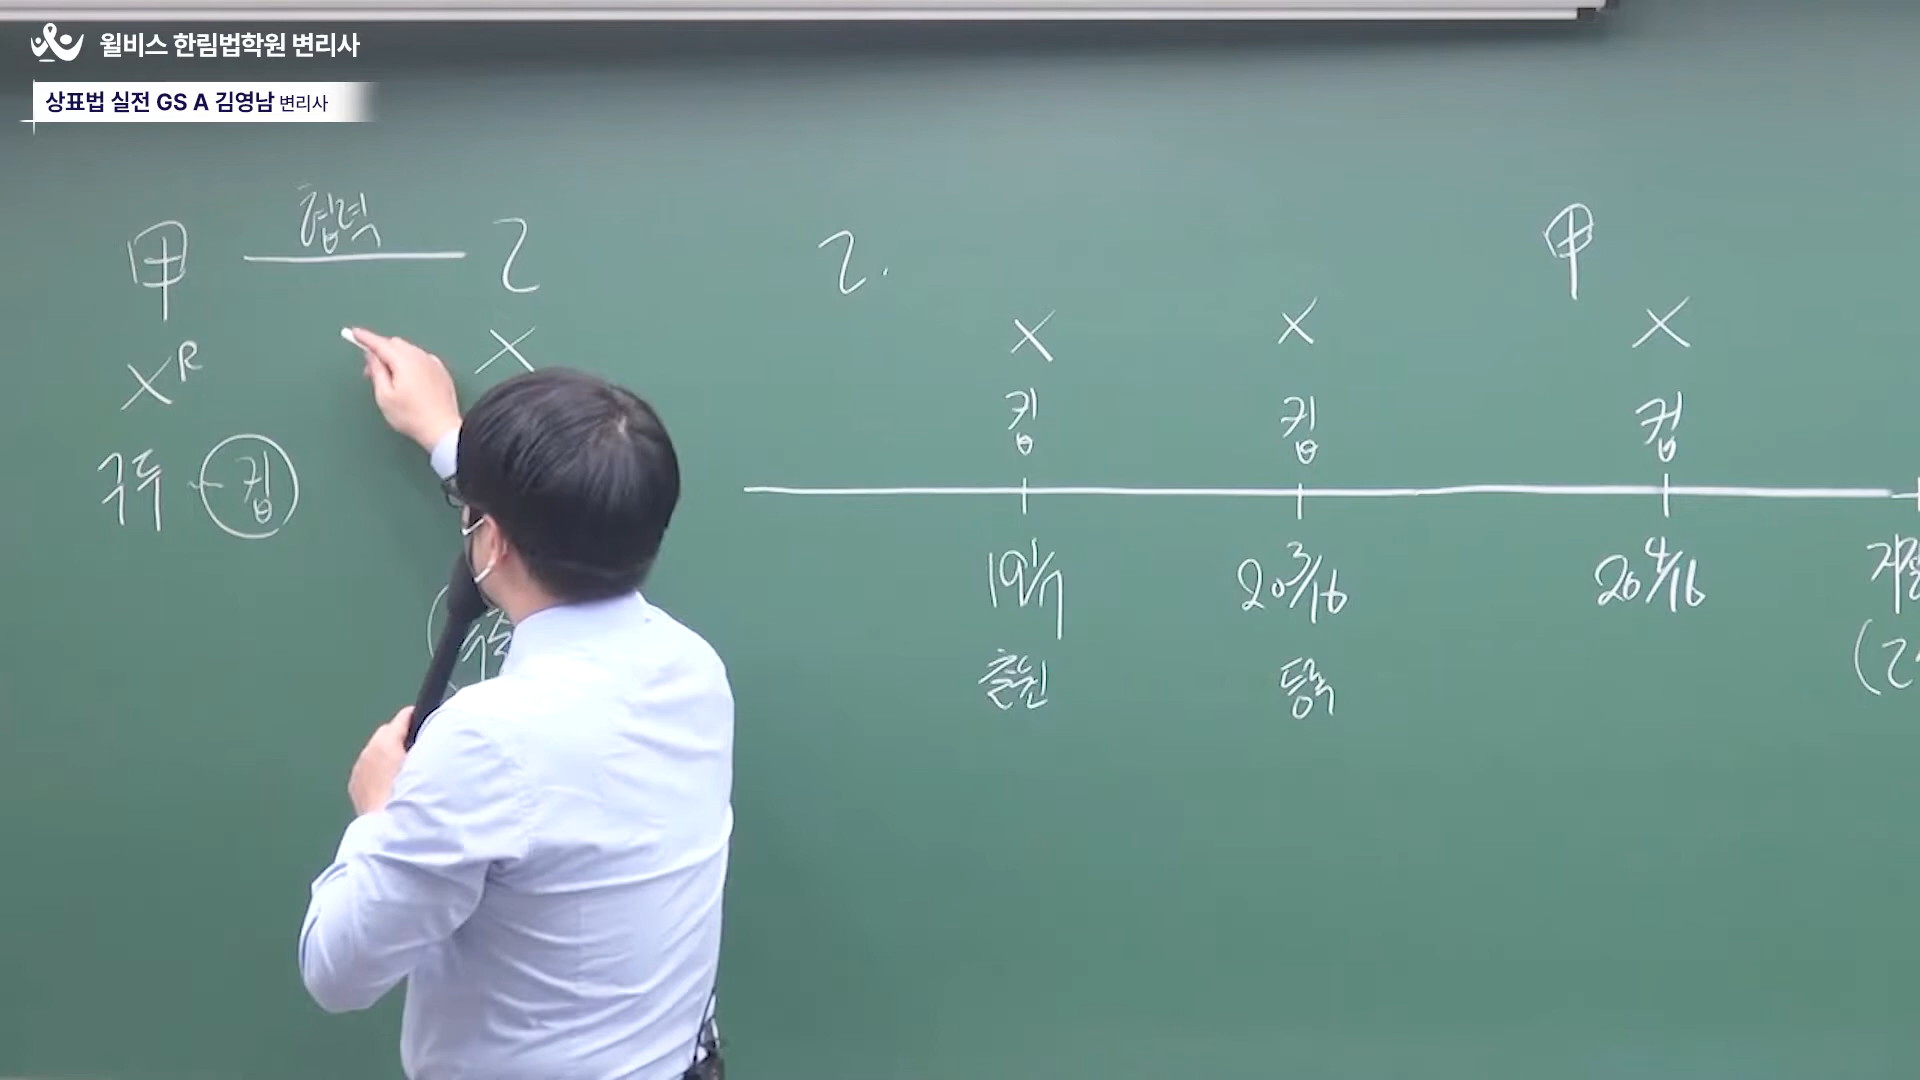 윌비스 한림법학원 변리사
상표법 실전 GS A 김영남 변리사
甲 협력 乙
X^R X
구두 컵
乙.
甲
X X X
컵 컵 컵
19 1/7 20 3/16 20 4/16
출원 등록
(乙